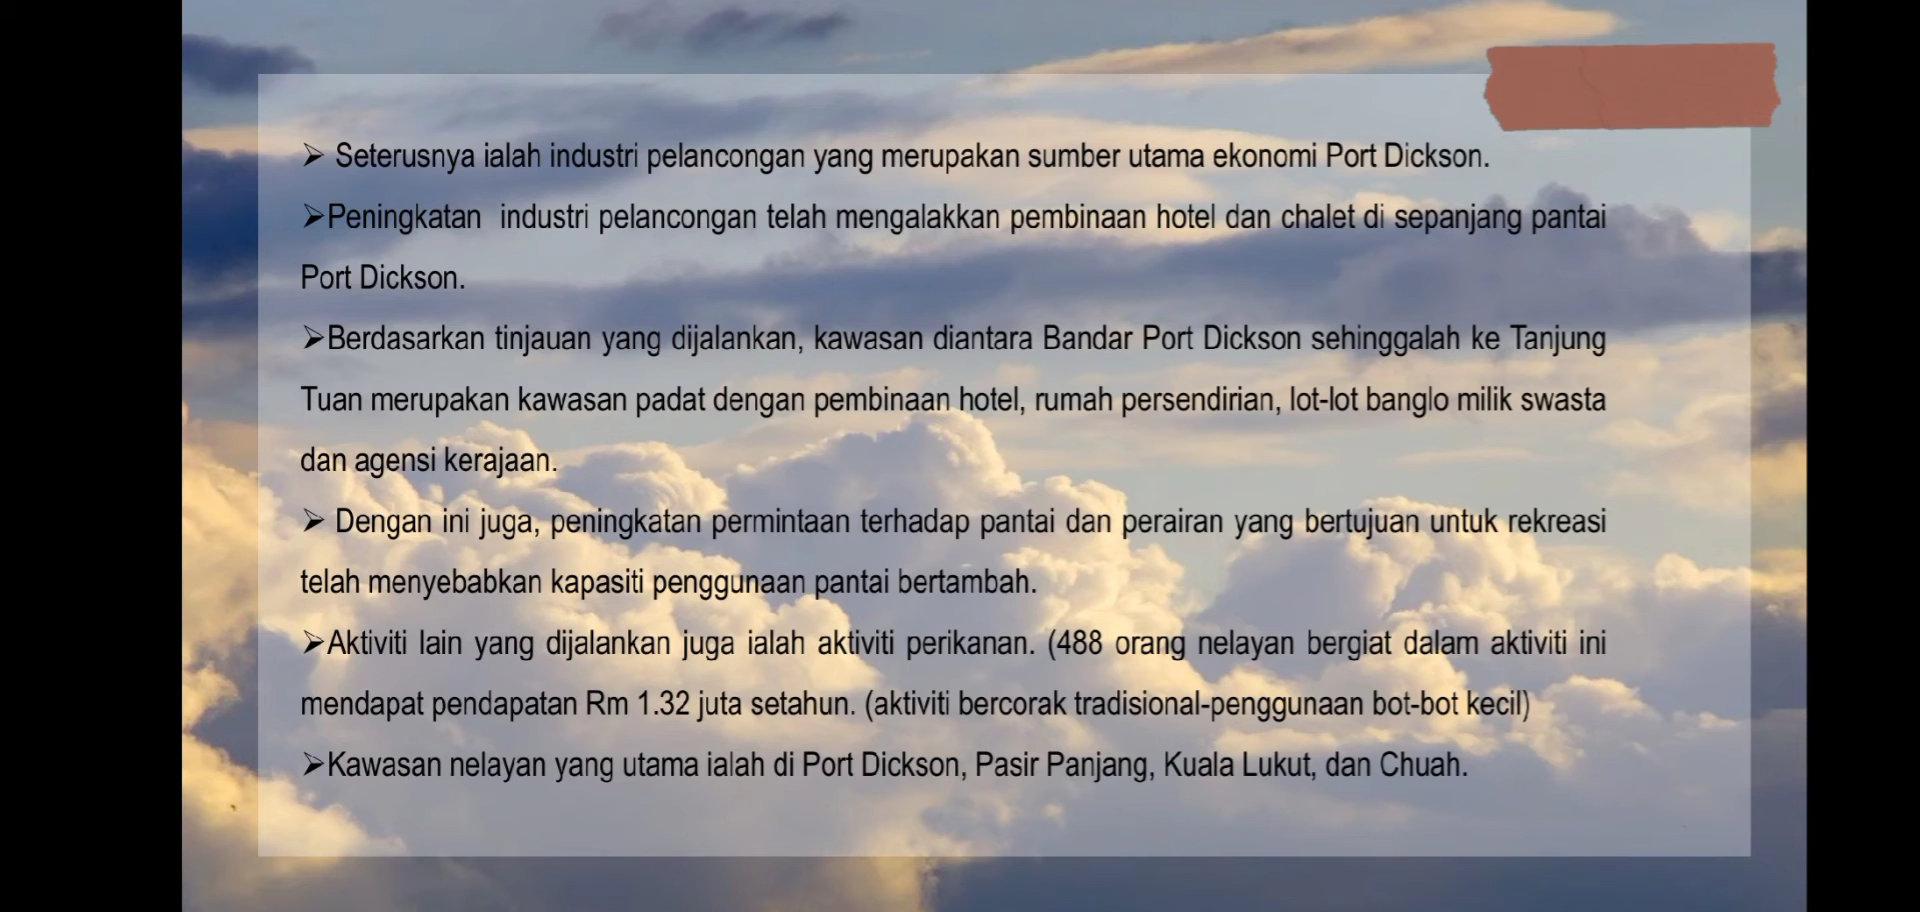 ➢ Seterusnya ialah industri pelancongan yang merupakan sumber utama ekonomi Port Dickson.
➢Peningkatan industri pelancongan telah mengalakkan pembinaan hotel dan chalet di sepanjang pantai
Port Dickson.
➢Berdasarkan tinjauan yang dijalankan, kawasan diantara Bandar Port Dickson sehinggalah ke Tanjung
Tuan merupakan kawasan padat dengan pembinaan hotel, rumah persendirian, lot-lot banglo milik swasta
dan agensi kerajaan.
➢ Dengan ini juga, peningkatan permintaan terhadap pantai dan perairan yang bertujuan untuk rekreasi
telah menyebabkan kapasiti penggunaan pantai bertambah.
➢Aktiviti lain yang dijalankan juga ialah aktiviti perikanan. (488 orang nelayan bergiat dalam aktiviti ini
mendapat pendapatan Rm 1.32 juta setahun. (aktiviti bercorak tradisional-penggunaan bot-bot kecil)
➢Kawasan nelayan yang utama ialah di Port Dickson, Pasir Panjang, Kuala Lukut, dan Chuah.